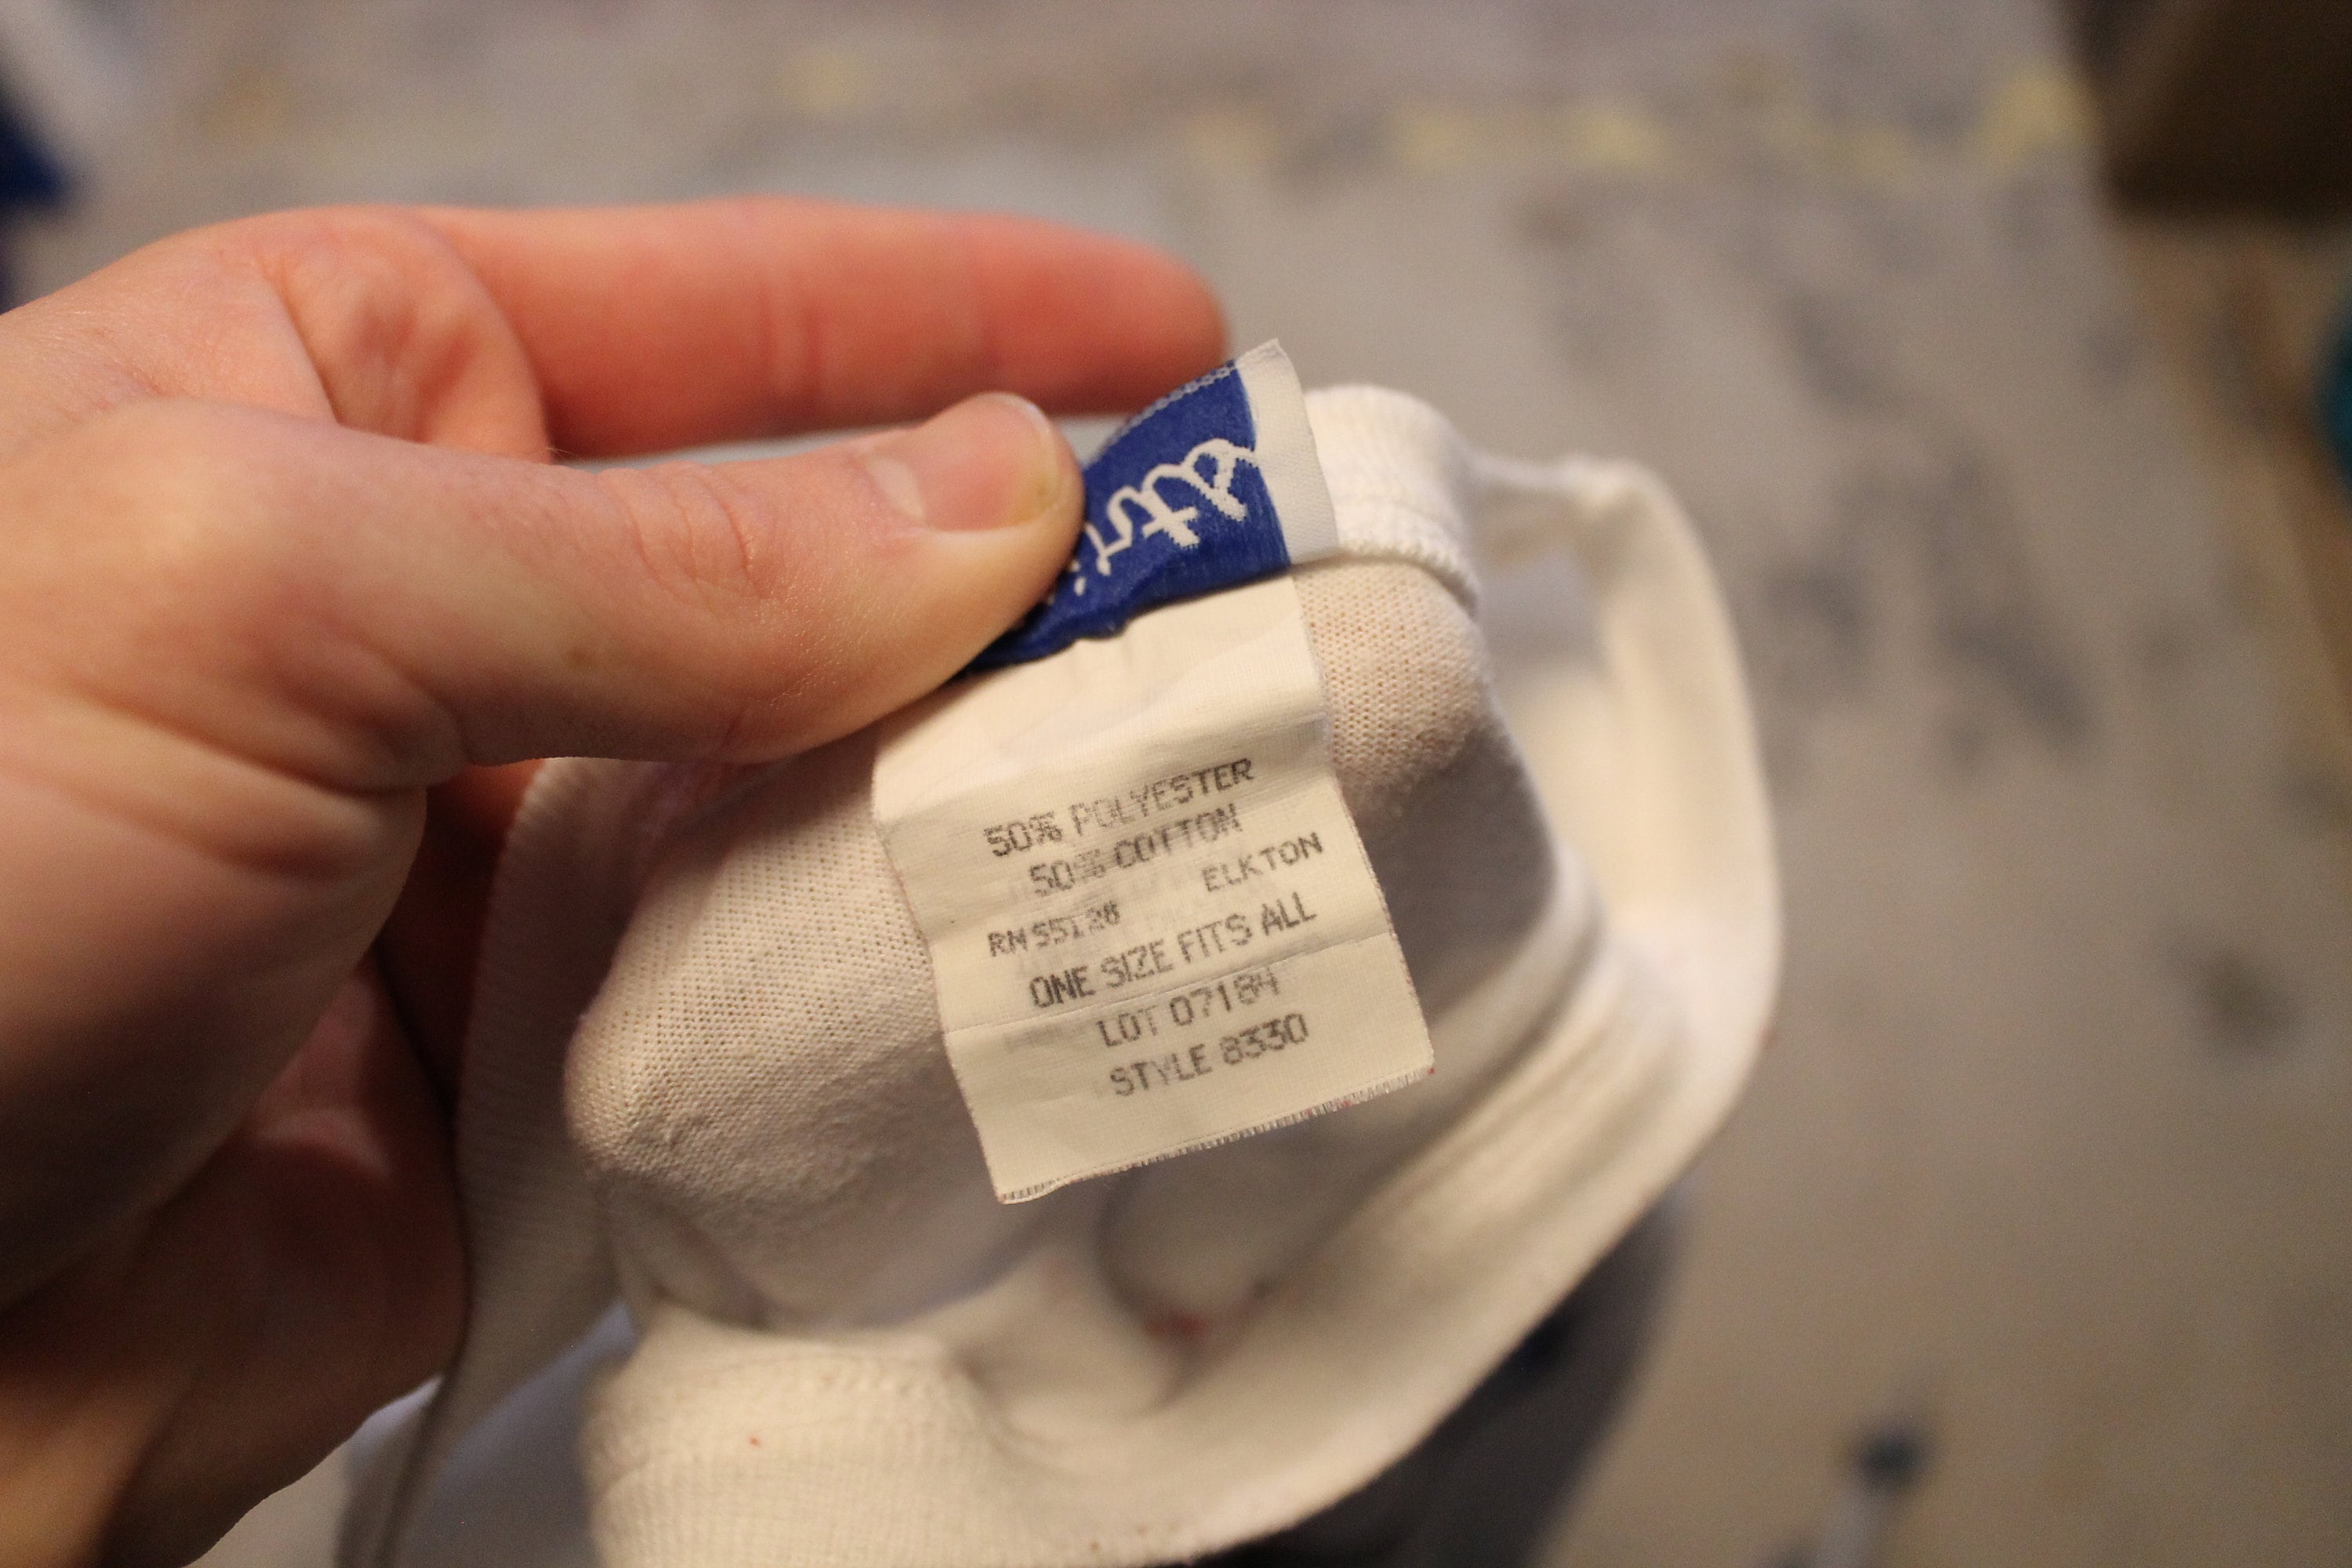 50% POLYESTER
50% COTTON
ELKTON
RN 55128
ONE SIZE FITS ALL
LOT 07184
STYLE 8330